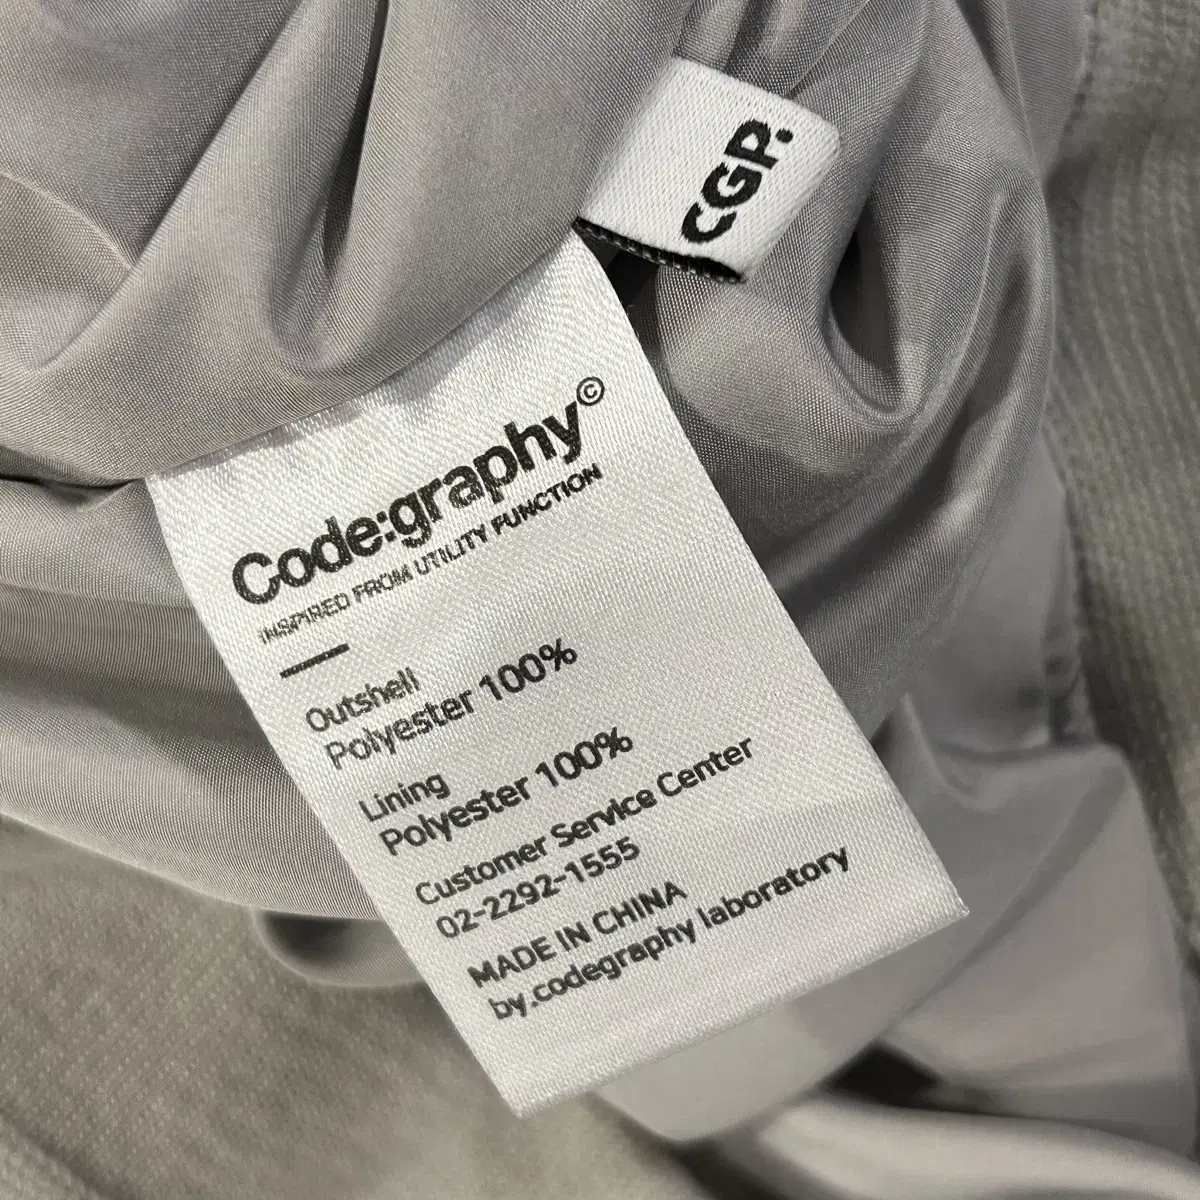 CGP.
Code:graphy©
INSPIRED FROM UTILITY FUNCTION
Outshell
Polyester 100%
Lining
Polyester 100%
Customer Service Center
02-2292-1555
MADE IN CHINA
by.codegraphy laboratory